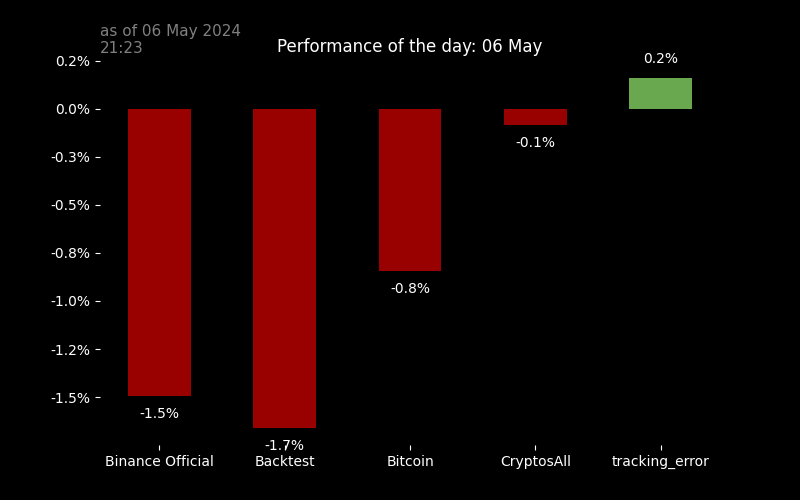 as of 06 May 2024
21:23
Performance of the day: 06 May
0.2%
0.0%
-0.3%
-0.5%
-0.8%
-1.0%
-1.2%
-1.5%
0.2%
-0.1%
-0.8%
-1.5%
-1.7%
Binance Official
Backtest
Bitcoin
CryptosAll
tracking_error